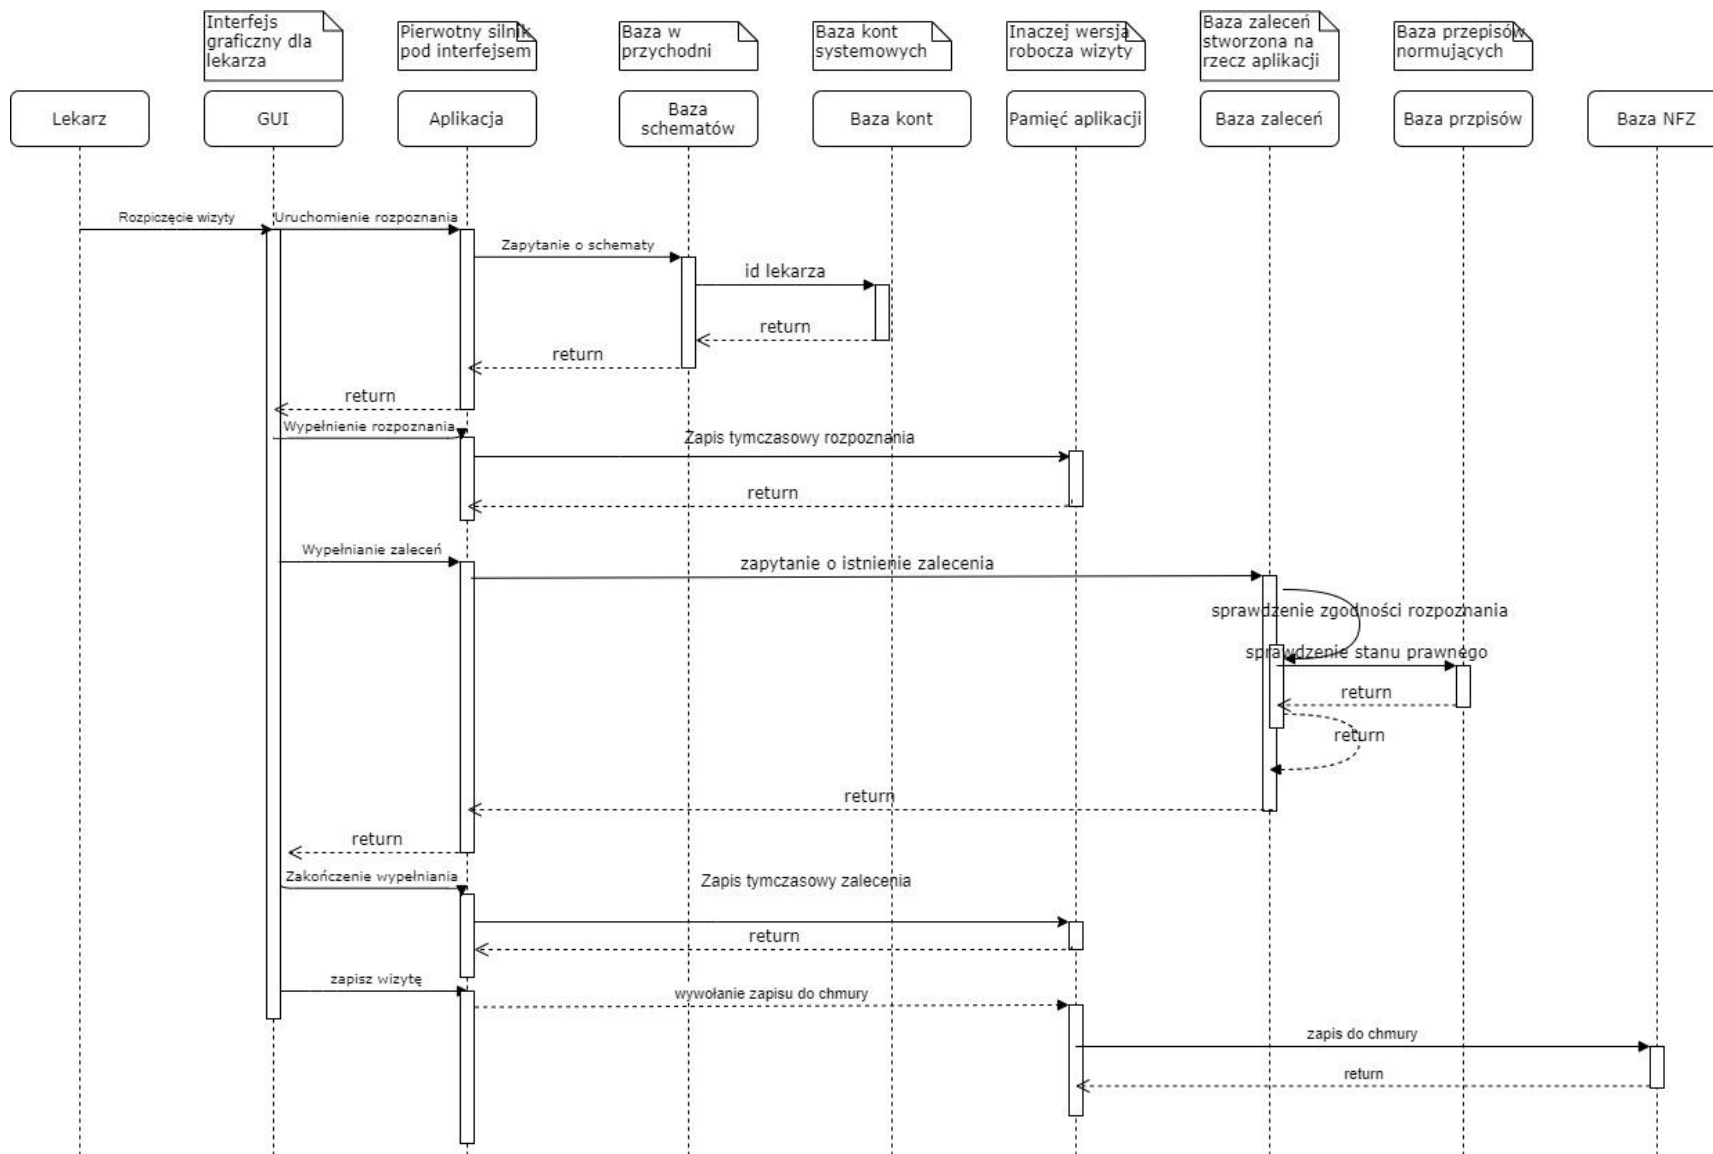 Interfejs
graficzny dla
lekarza
Pierwotny silnik
pod interfejsem
Baza w
przychodni
Baza kont
systemowych
Inaczej wersja
robocza wizyty
Baza zaleceń
stworzona na
rzecz aplikacji
Baza przepisów
normujących
Lekarz
GUI
Aplikacja
Baza
schematów
Baza kont
Pamięć aplikacji
Baza zaleceń
Baza przpisów
Baza NFZ
Rozpiczęcie wizyty
Uruchomienie rozpoznania
Zapytanie o schematy
id lekarza
return
return
return
Wypełnienie rozpoznania
Zapis tymczasowy rozpoznania
return
Wypełnianie zaleceń
zapytanie o istnienie zalecenia
sprawdzenie zgodności rozpoznania
sprawdzenie stanu prawnego
return
return
return
return
Zakończenie wypełniania
Zapis tymczasowy zalecenia
return
zapisz wizytę
wywołanie zapisu do chmury
zapis do chmury
return